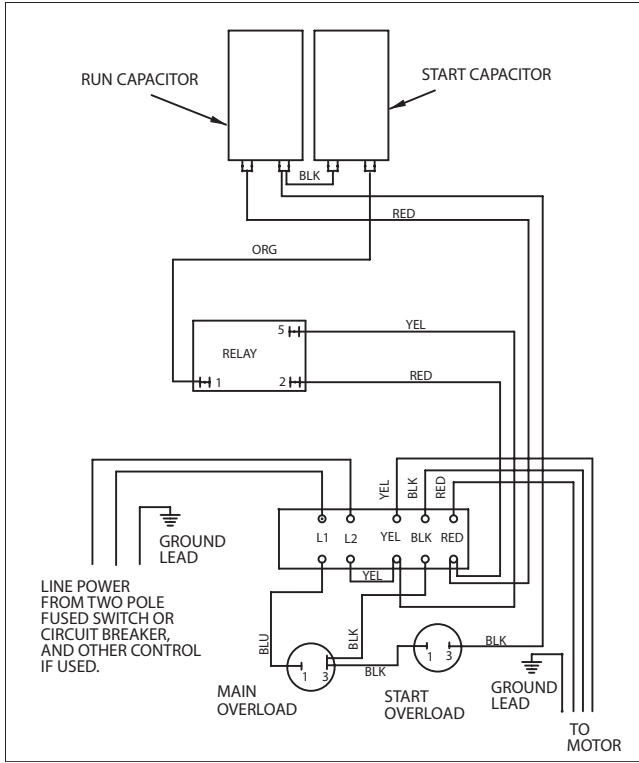 RUN CAPACITOR
START CAPACITOR
BLK
RED
ORG
5
YEL
RELAY
1
2
RED
YEL
BLK
RED
GROUND
LEAD
L1
L2
YEL
BLK
RED
YEL
LINE POWER
FROM TWO POLE
FUSED SWITCH OR
CIRCUIT BREAKER,
AND OTHER CONTROL
IF USED.
BLU
BLK
1
3
BLK
1
3
BLK
MAIN
OVERLOAD
START
OVERLOAD
GROUND
LEAD
TO
MOTOR